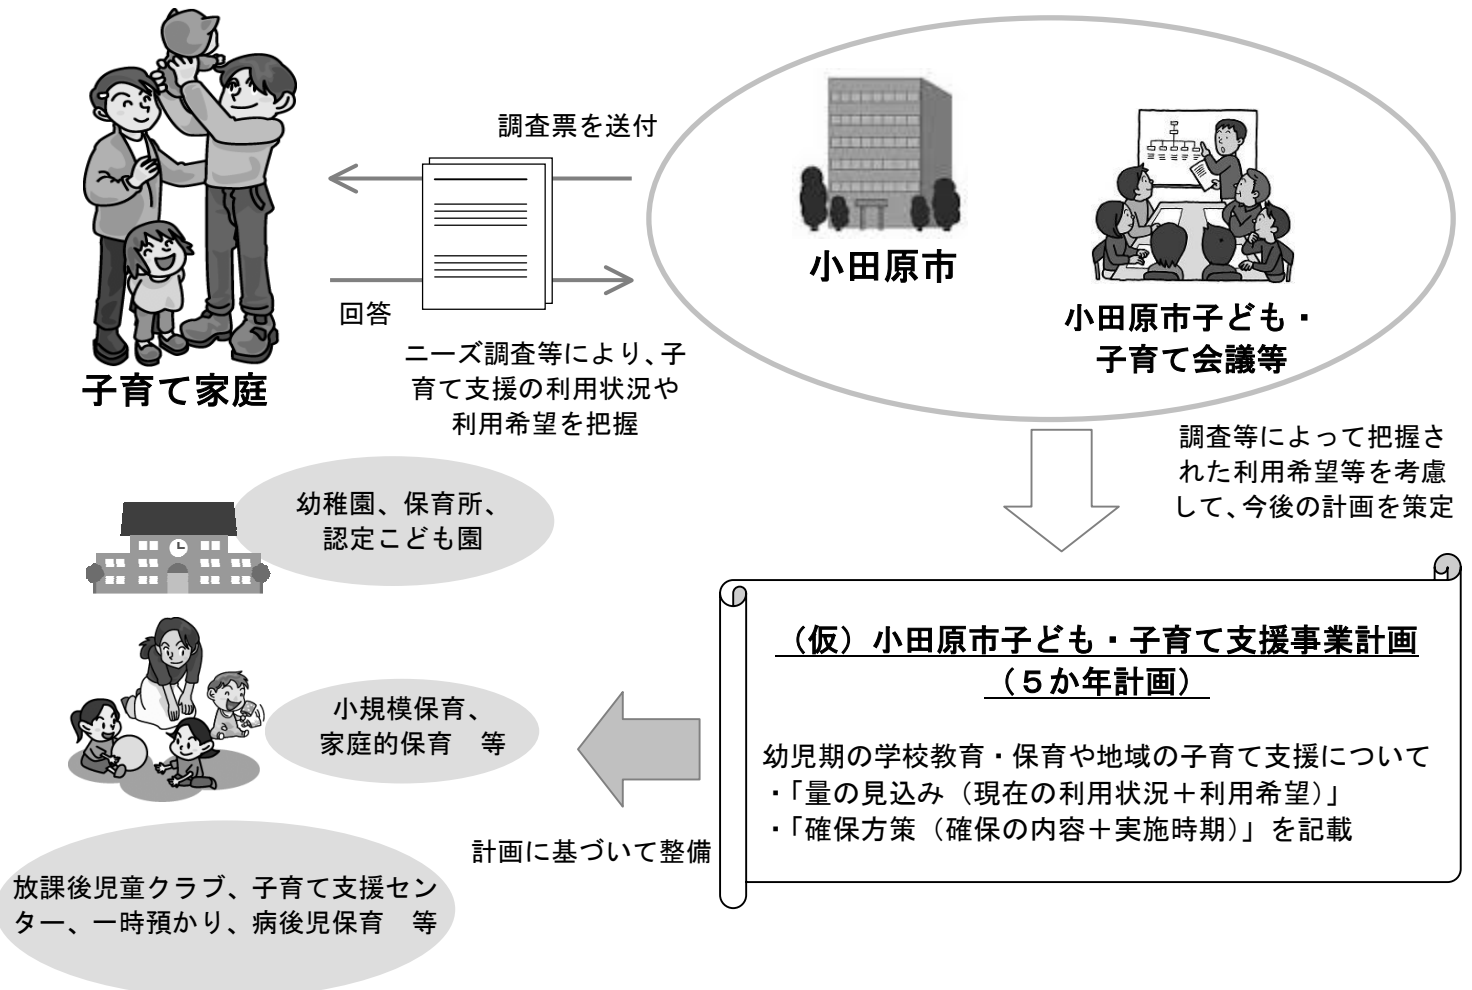 調査票を送付
回答
ニーズ調査等により、子
育て支援の利用状況や
利用希望を把握
子育て家庭
小田原市
小田原市子ども・
子育て会議等
調査等によって把握さ
れた利用希望等を考慮
して、今後の計画を策定
（仮）小田原市子ども・子育て支援事業計画
（５か年計画）
幼児期の学校教育・保育や地域の子育て支援について
・「量の見込み（現在の利用状況＋利用希望）」
・「確保方策（確保の内容＋実施時期）」を記載
計画に基づいて整備
幼稚園、保育所、
認定こども園
小規模保育、
家庭的保育　等
放課後児童クラブ、子育て支援セン
ター、一時預かり、病後児保育　等